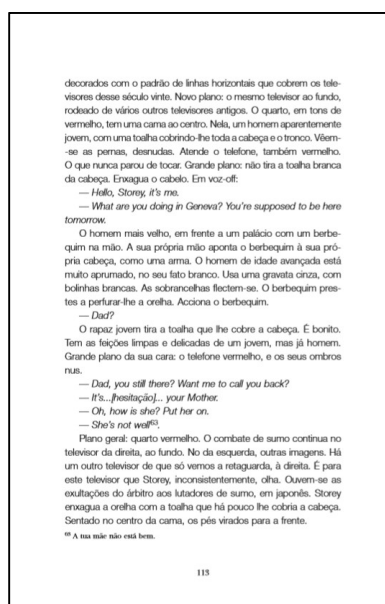 decorados com o padrão de linhas horizontais que cobrem os tele-
visores desse século vinte. Novo plano: o mesmo televisor ao fundo,
rodeado de vários outros televisores antigos. O quarto, em tons de
vermelho, tem uma cama ao centro. Nela, um homem aparentemente
jovem, com uma toalha cobrindo-lhe toda a cabeça e o tronco. Vêem-
-se as pernas, desnudas. Atende o telefone, também vermelho.
O que nunca parou de tocar. Grande plano: não tira a toalha branca
da cabeça. Enxagua o cabelo. Em voz-off:
— Hello, Storey, it's me.
— What are you doing in Geneva? You're supposed to be here
tomorrow.
O homem mais velho, em frente a um palácio com um berbe-
quim na mão. A sua própria mão aponta o berbequim à sua pró-
pria cabeça, como uma arma. O homem de idade avançada está
muito aprumado, no seu fato branco. Usa uma gravata cinza, com
bolinhas brancas. As sobrancelhas flectem-se. O berbequim pres-
tes a perfurar-lhe a orelha. Acciona o berbequim.
— Dad?
O rapaz jovem tira a toalha que lhe cobre a cabeça. É bonito.
Tem as feições limpas e delicadas de um jovem, mas já homem.
Grande plano da sua cara: o telefone vermelho, e os seus ombros
nus.
— Dad, you still there? Want me to call you back?
— It's...[hesitação]... your Mother.
— Oh, how is she? Put her on.
— She's not well⁶³.
Plano geral: quarto vermelho. O combate de sumo continua no
televisor da direita, ao fundo. No da esquerda, outras imagens. Há
um outro televisor de que só vemos a retaguarda, à direita. É para
este televisor que Storey, inconsistentemente, olha. Ouvem-se as
exultações do árbitro aos lutadores de sumo, em japonês. Storey
enxagua a orelha com a toalha que há pouco lhe cobria a cabeça.
Sentado no centro da cama, os pés virados para a frente.
⁶³ A tua mãe não está bem.
113